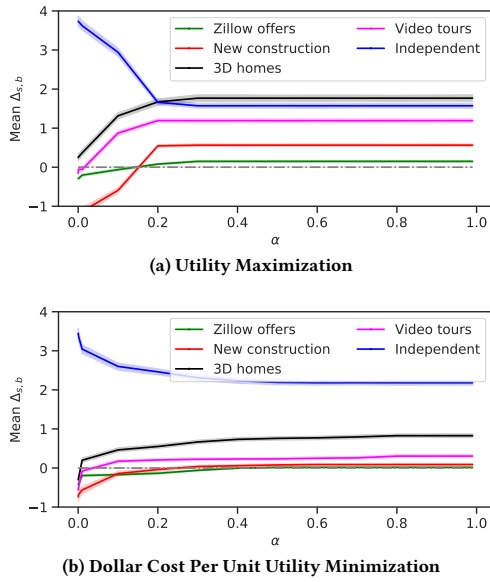 4
3
2
1
0
−1
Mean Δs,b
Zillow offers
New construction
3D homes
Video tours
Independent
0.0 0.2 0.4 0.6 0.8 1.0
α
(a) Utility Maximization
4
3
2
1
0
−1
Mean Δs,b
Zillow offers
New construction
3D homes
Video tours
Independent
0.0 0.2 0.4 0.6 0.8 1.0
α
(b) Dollar Cost Per Unit Utility Minimization